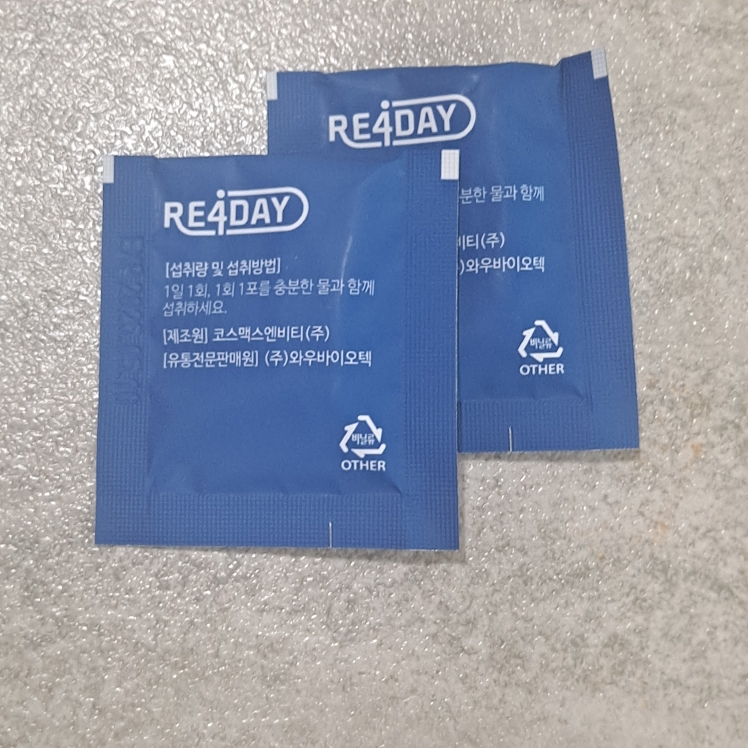 RE4DAY
분한 물과 함께
비티(주)
)와우바이오텍
비닐류
OTHER
RE4DAY
[섭취량 및 섭취방법]
1일 1회, 1회 1포를 충분한 물과 함께
섭취하세요.
[제조원] 코스맥스엔비티(주)
[유통전문판매원] (주)와우바이오텍
비닐류
OTHER